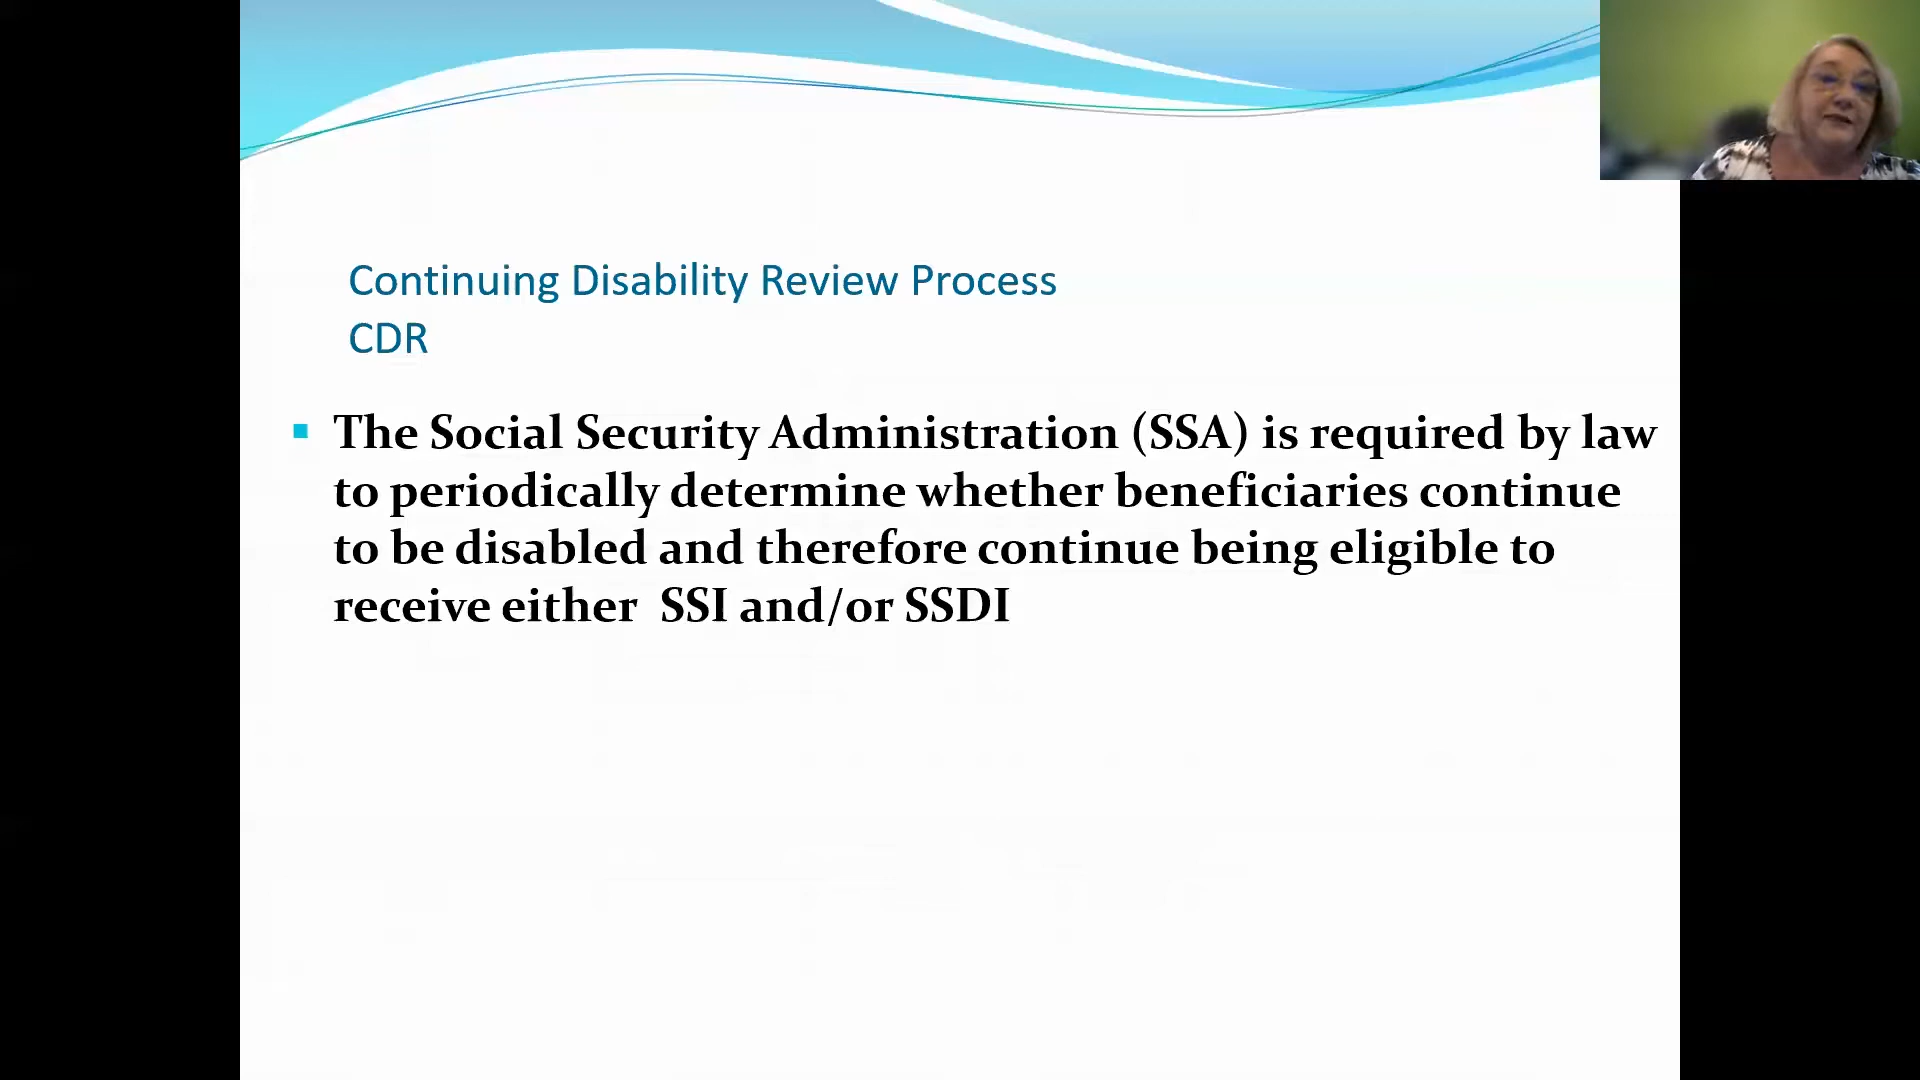 Continuing Disability Review Process
CDR
The Social Security Administration (SSA) is required by law
to periodically determine whether beneficiaries continue
to be disabled and therefore continue being eligible to
receive either  SSI and/or SSDI